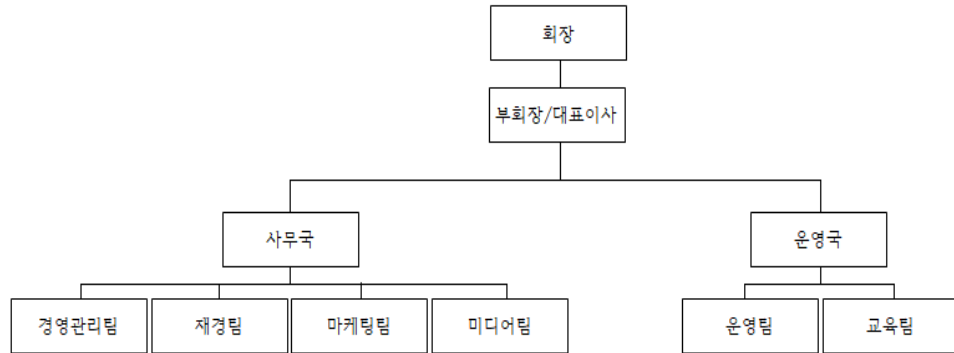 회장
부회장/대표이사
사무국
운영국
경영관리팀
재경팀
마케팅팀
미디어팀
운영팀
교육팀